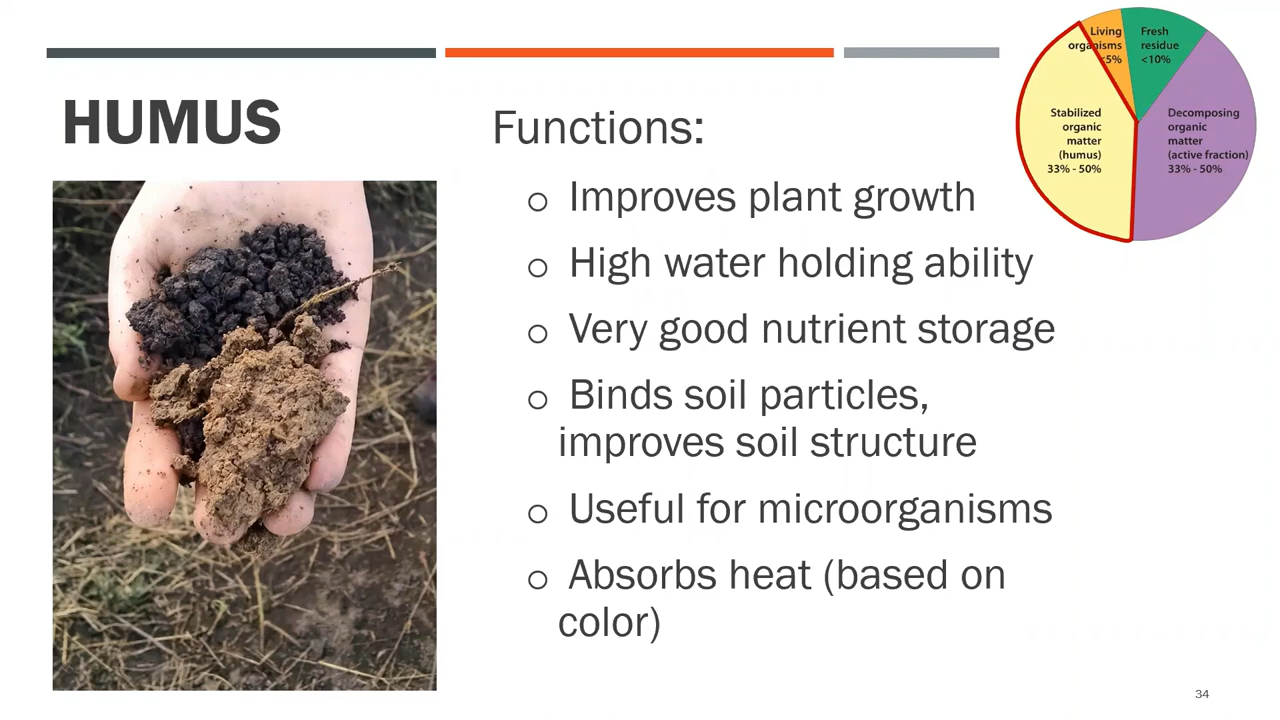 HUMUS
Functions:
o Improves plant growth
o High water holding ability
o Very good nutrient storage
o Binds soil particles,
improves soil structure
o Useful for microorganisms
o Absorbs heat (based on
color)
Living
organisms
<5%
Fresh
residue
<10%
Stabilized
organic
matter
(humus)
33% - 50%
Decomposing
organic
matter
(active fraction)
33% - 50%
34